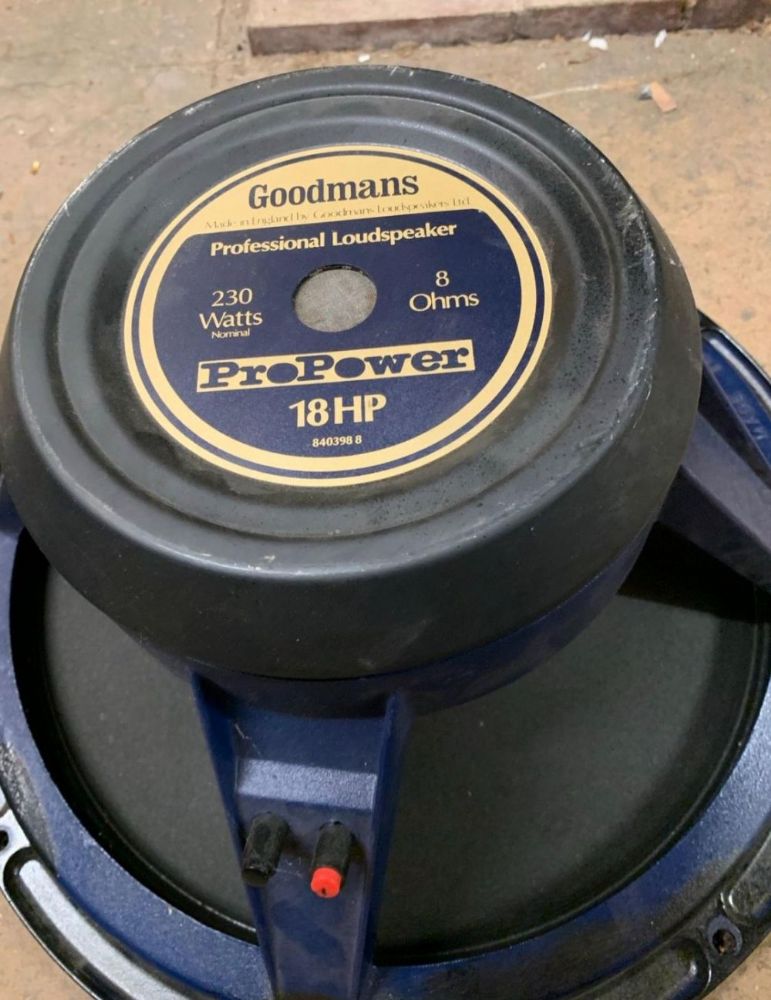 Goodmans
Made in England by Goodmans Loudspeakers Ltd.
Professional Loudspeaker
230
Watts
Nominal
8
Ohms
ProPower
18HP
840398 8